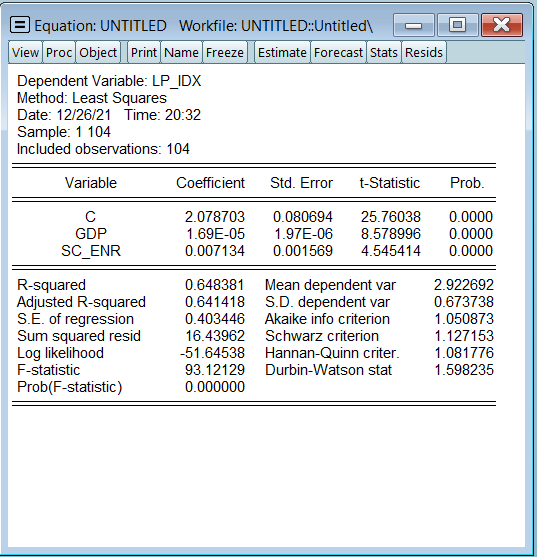 Equation: UNTITLED Workfile: UNTITLED::Untitled\
View Proc Object Print Name Freeze Estimate Forecast Stats Resids
Dependent Variable: LP_IDX
Method: Least Squares
Date: 12/26/21 Time: 20:32
Sample: 1 104
Included observations: 104
Variable Coefficient Std. Error t-Statistic Prob.
C 2.078703 0.080694 25.76038 0.0000
GDP 1.69E-05 1.97E-06 8.578996 0.0000
SC_ENR 0.007134 0.001569 4.545414 0.0000
R-squared 0.648381 Mean dependent var 2.922692
Adjusted R-squared 0.641418 S.D. dependent var 0.673738
S.E. of regression 0.403446 Akaike info criterion 1.050873
Sum squared resid 16.43962 Schwarz criterion 1.127153
Log likelihood -51.64538 Hannan-Quinn criter. 1.081776
F-statistic 93.12129 Durbin-Watson stat 1.598235
Prob(F-statistic) 0.000000